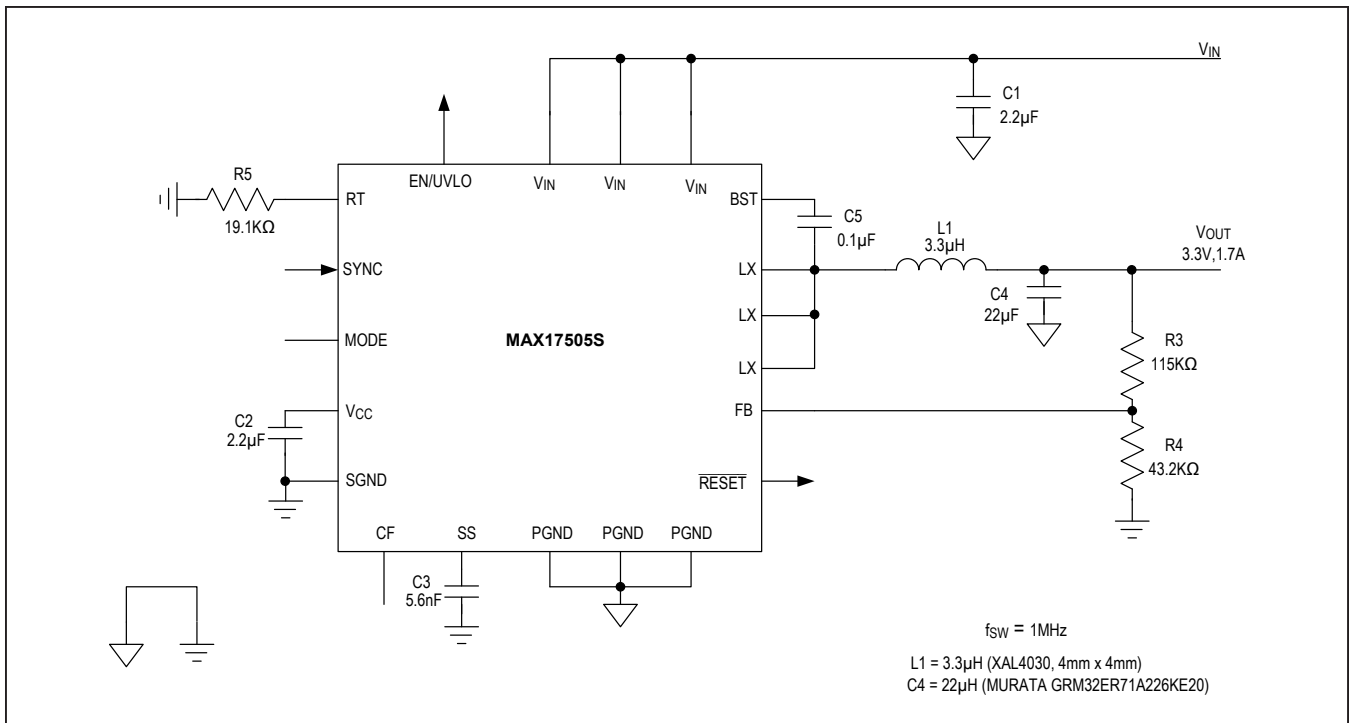 VIN
C1
2.2µF
R5
19.1KΩ
EN/UVLO
VIN
VIN
VIN
RT
BST
C5
0.1µF
L1
3.3µH
VOUT
3.3V,1.7A
SYNC
LX
C4
22µF
MODE
MAX17505S
LX
R3
115KΩ
LX
VCC
FB
C2
2.2µF
R4
43.2KΩ
SGND
RESET
CF
SS
PGND
PGND
PGND
C3
5.6nF
fSW = 1MHz
L1 = 3.3µH (XAL4030, 4mm x 4mm)
C4 = 22µH (MURATA GRM32ER71A226KE20)